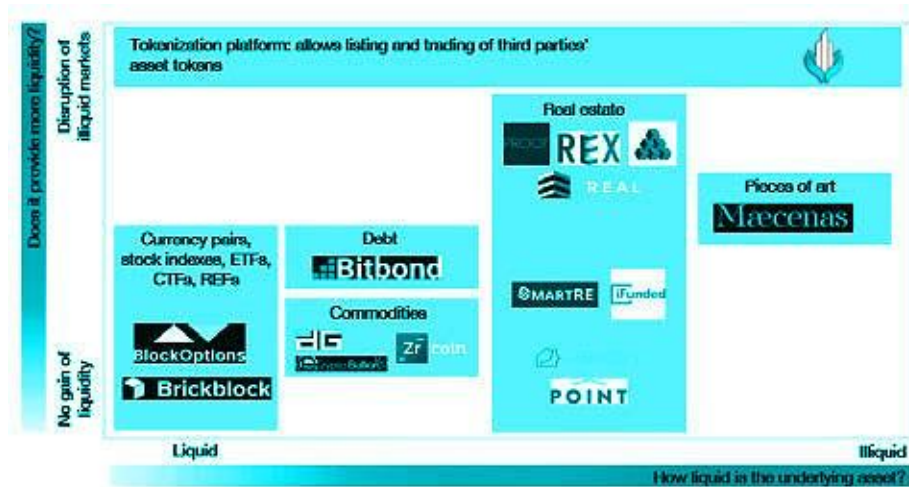 Does it provide more liquidity?
Disruption of
illiquid markets
No gain of
liquidity
Tokenization platform: allows listing and trading of third parties'
asset tokens
Real estate
PROOF
REX
REAL
SMARTRE
iFunded
POINT
Pieces of art
Mæcenas
Currency pairs,
stock indexes, ETFs,
CTFs, REFs
BlockOptions
Brickblock
Debt
Bitbond
Commodities
Zr coin
Liquid
Illiquid
How liquid is the underlying asset?